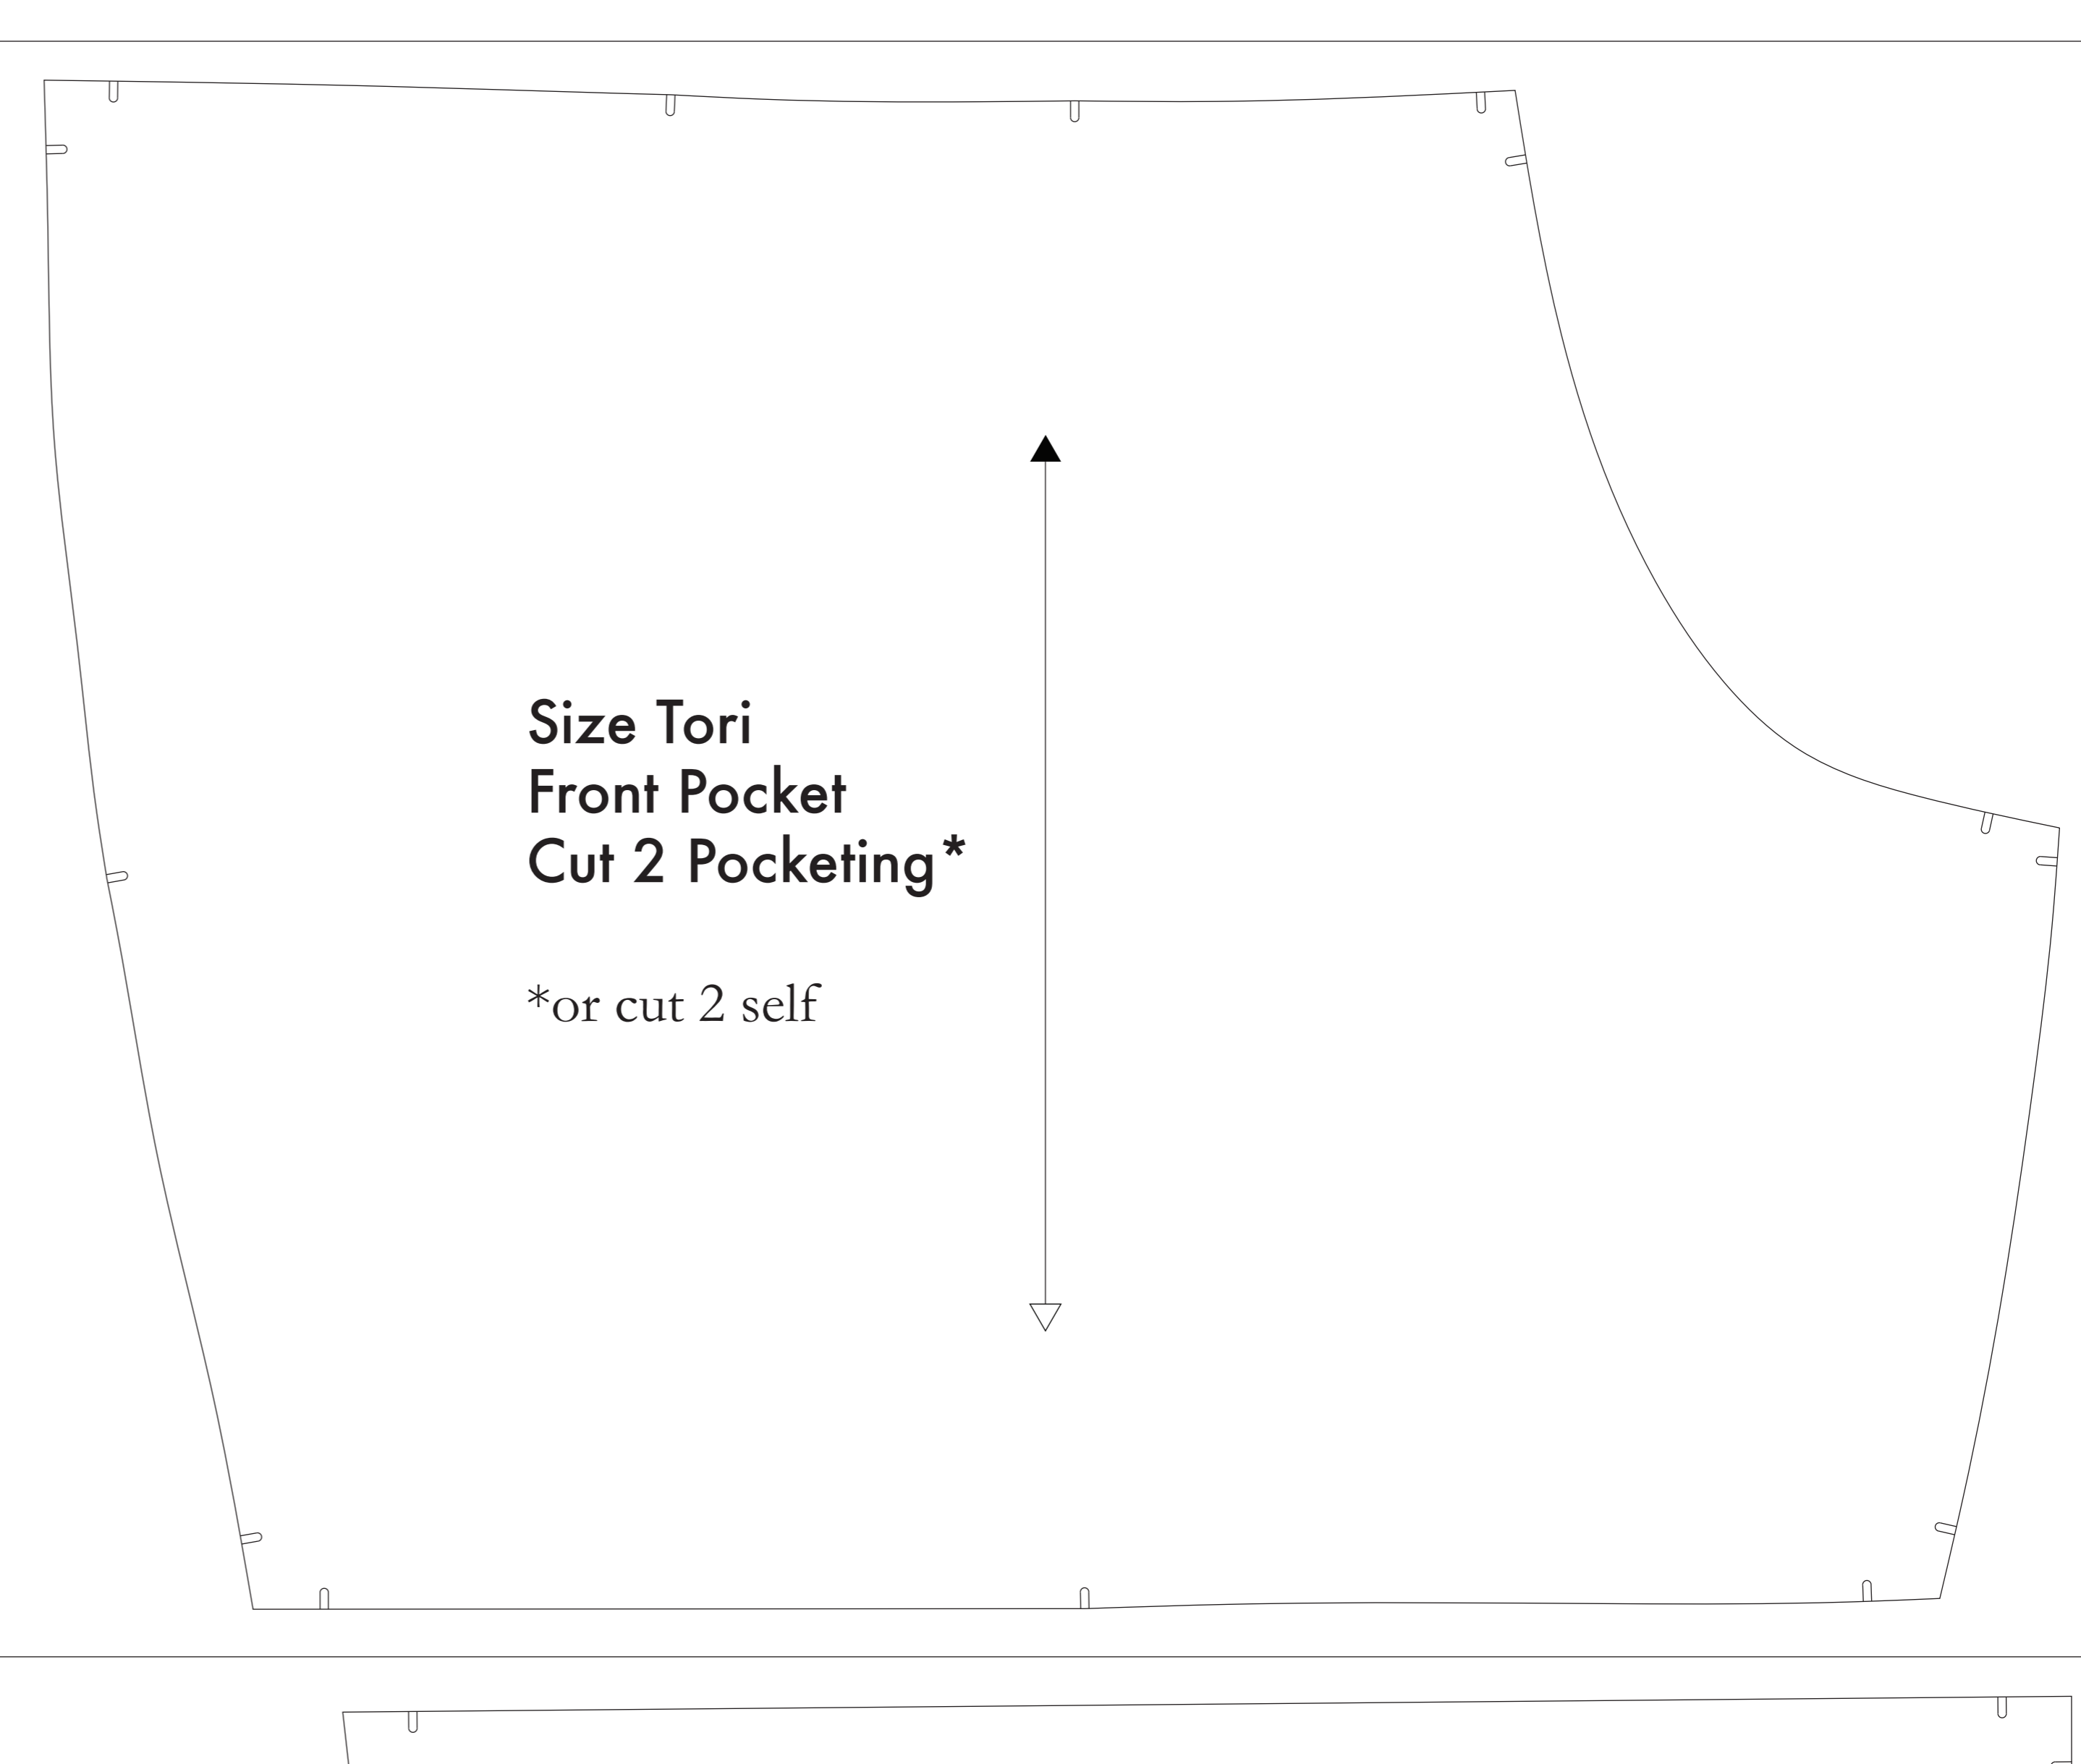 Size Tori
Front Pocket
Cut 2 Pocketing*
*or cut 2 self